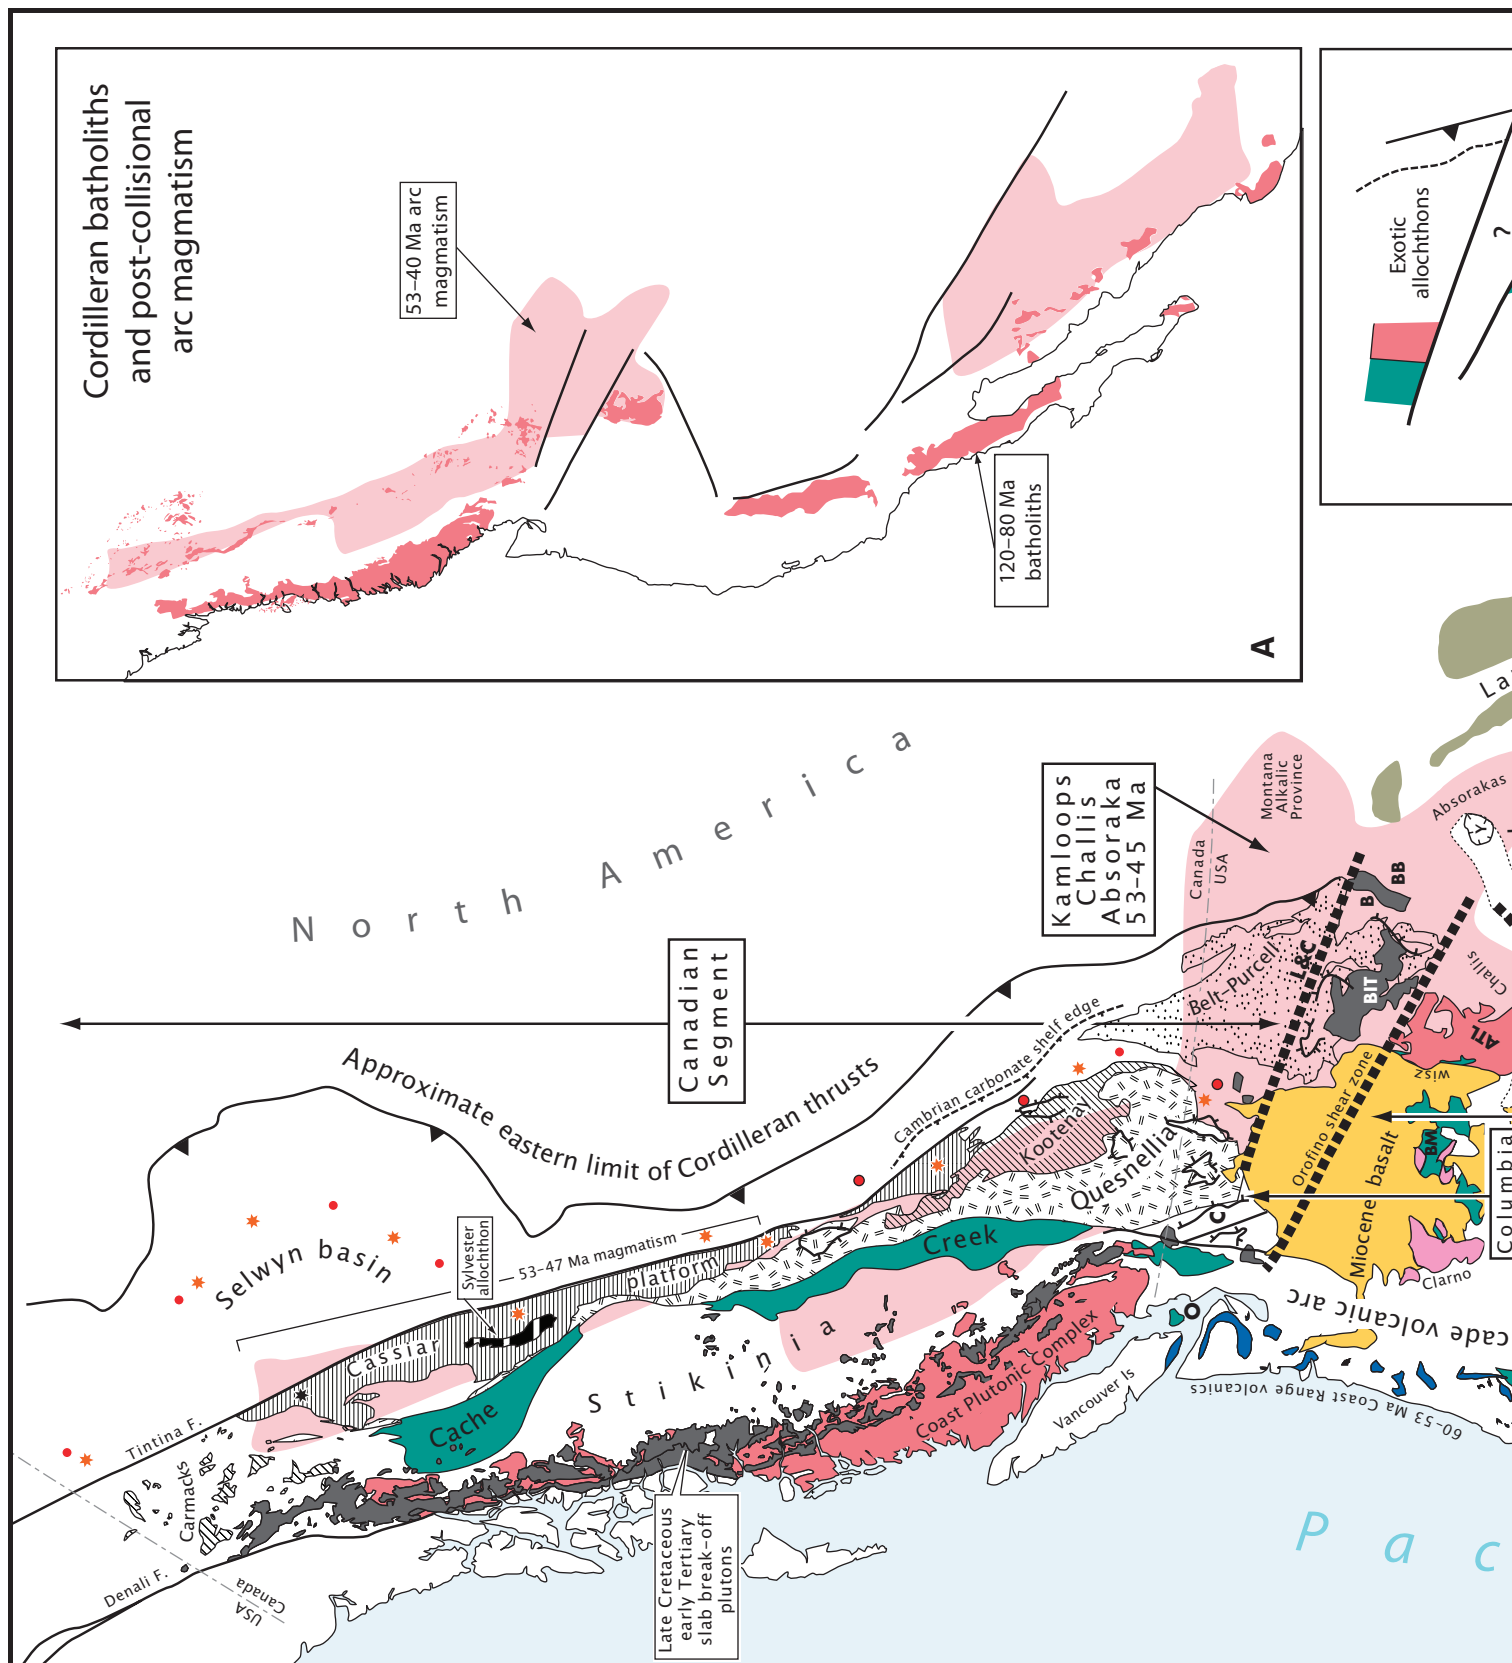 Cordilleran batholiths
and post-collisional
arc magmatism
53–40 Ma arc
magmatism
120–80 Ma
batholiths
A
Exotic
allochthons
?
North America
Canadian
Segment
Kamloops
Challis
Absoraka
53–45 Ma
Montana
Alkalic
Province
Canada
USA
Absorakas
Y
La
BB
B
L&C
BIT
Belt–Purcell
Challis
ATL
Wisz
Approximate eastern limit of Cordilleran thrusts
Cambrian carbonate shelf edge
Selwyn basin
Sylvester
allochthon
53–47 Ma magmatism
Cassiar
platform
Kootenay
Quesnellia
Cache
Creek
Stikinia
Orofino shear zone
Miocene basalt
BM
Columbia
Clarno
C
O
cade volcanic arc
60-53 Ma Coast Range volcanics
Coast Plutonic Complex
Vancouver Is
Tintina F.
Carmacks
Denali F.
Canada
USA
Late Cretaceous
early Tertiary
slab break-off
plutons
Pac